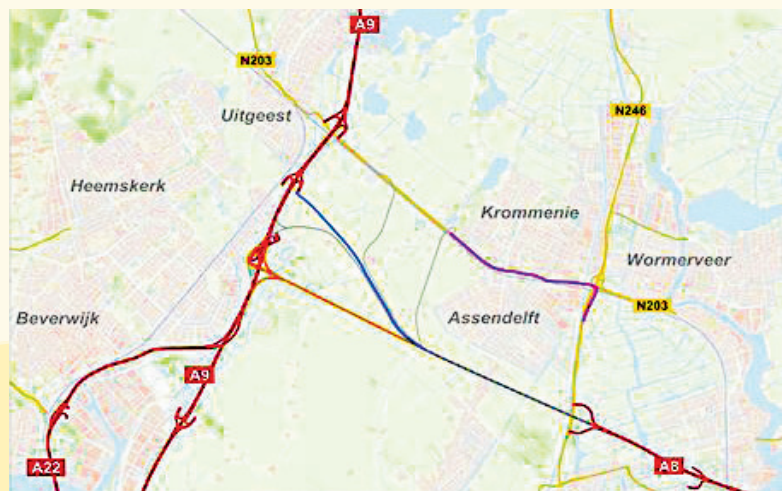 A9
N203
Uitgeest
N246
Heemskerk
Krommenie
Wormerveer
Beverwijk
Assendelft
N203
A9
A22
A8